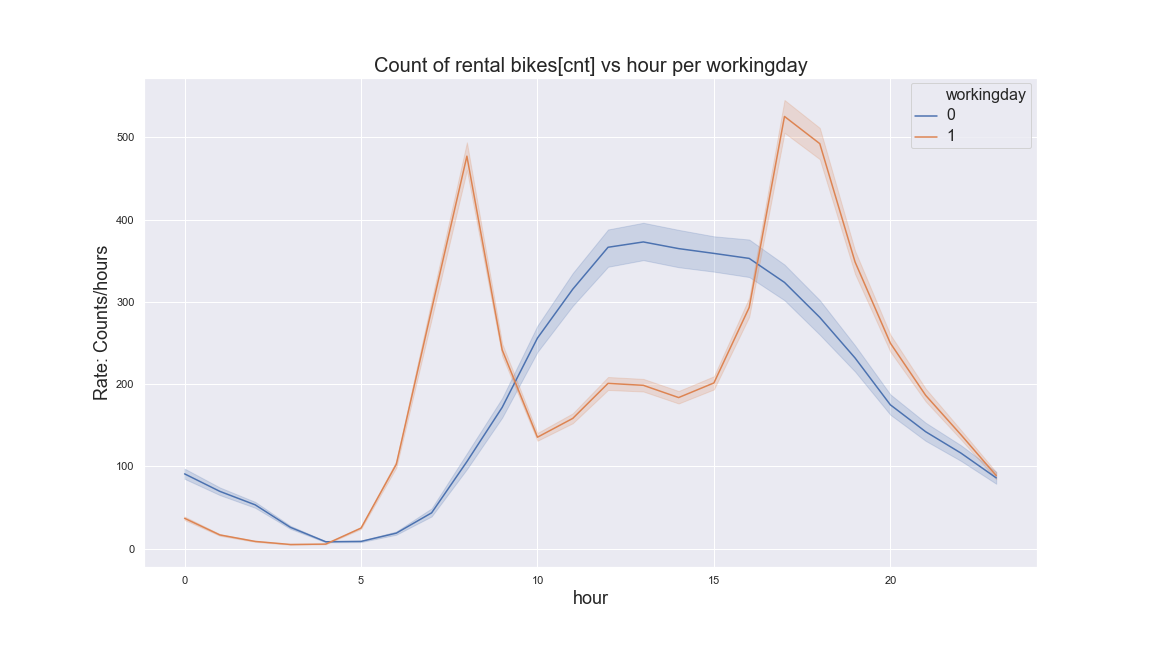 Count of rental bikes[cnt] vs hour per workingday
workingday
0
1
Rate: Counts/hours
500
400
300
200
100
0
0 5 10 15 20
hour